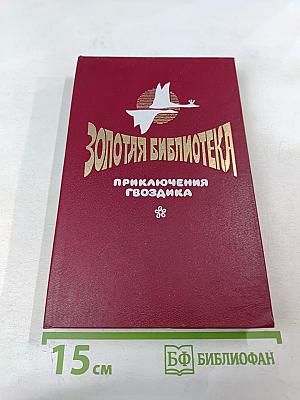 ЗОЛОТАЯ БИБЛИОТЕКА
ПРИКЛЮЧЕНИЯ
ГВОЗДИКА
15 см
БФ БИБЛИОФАН